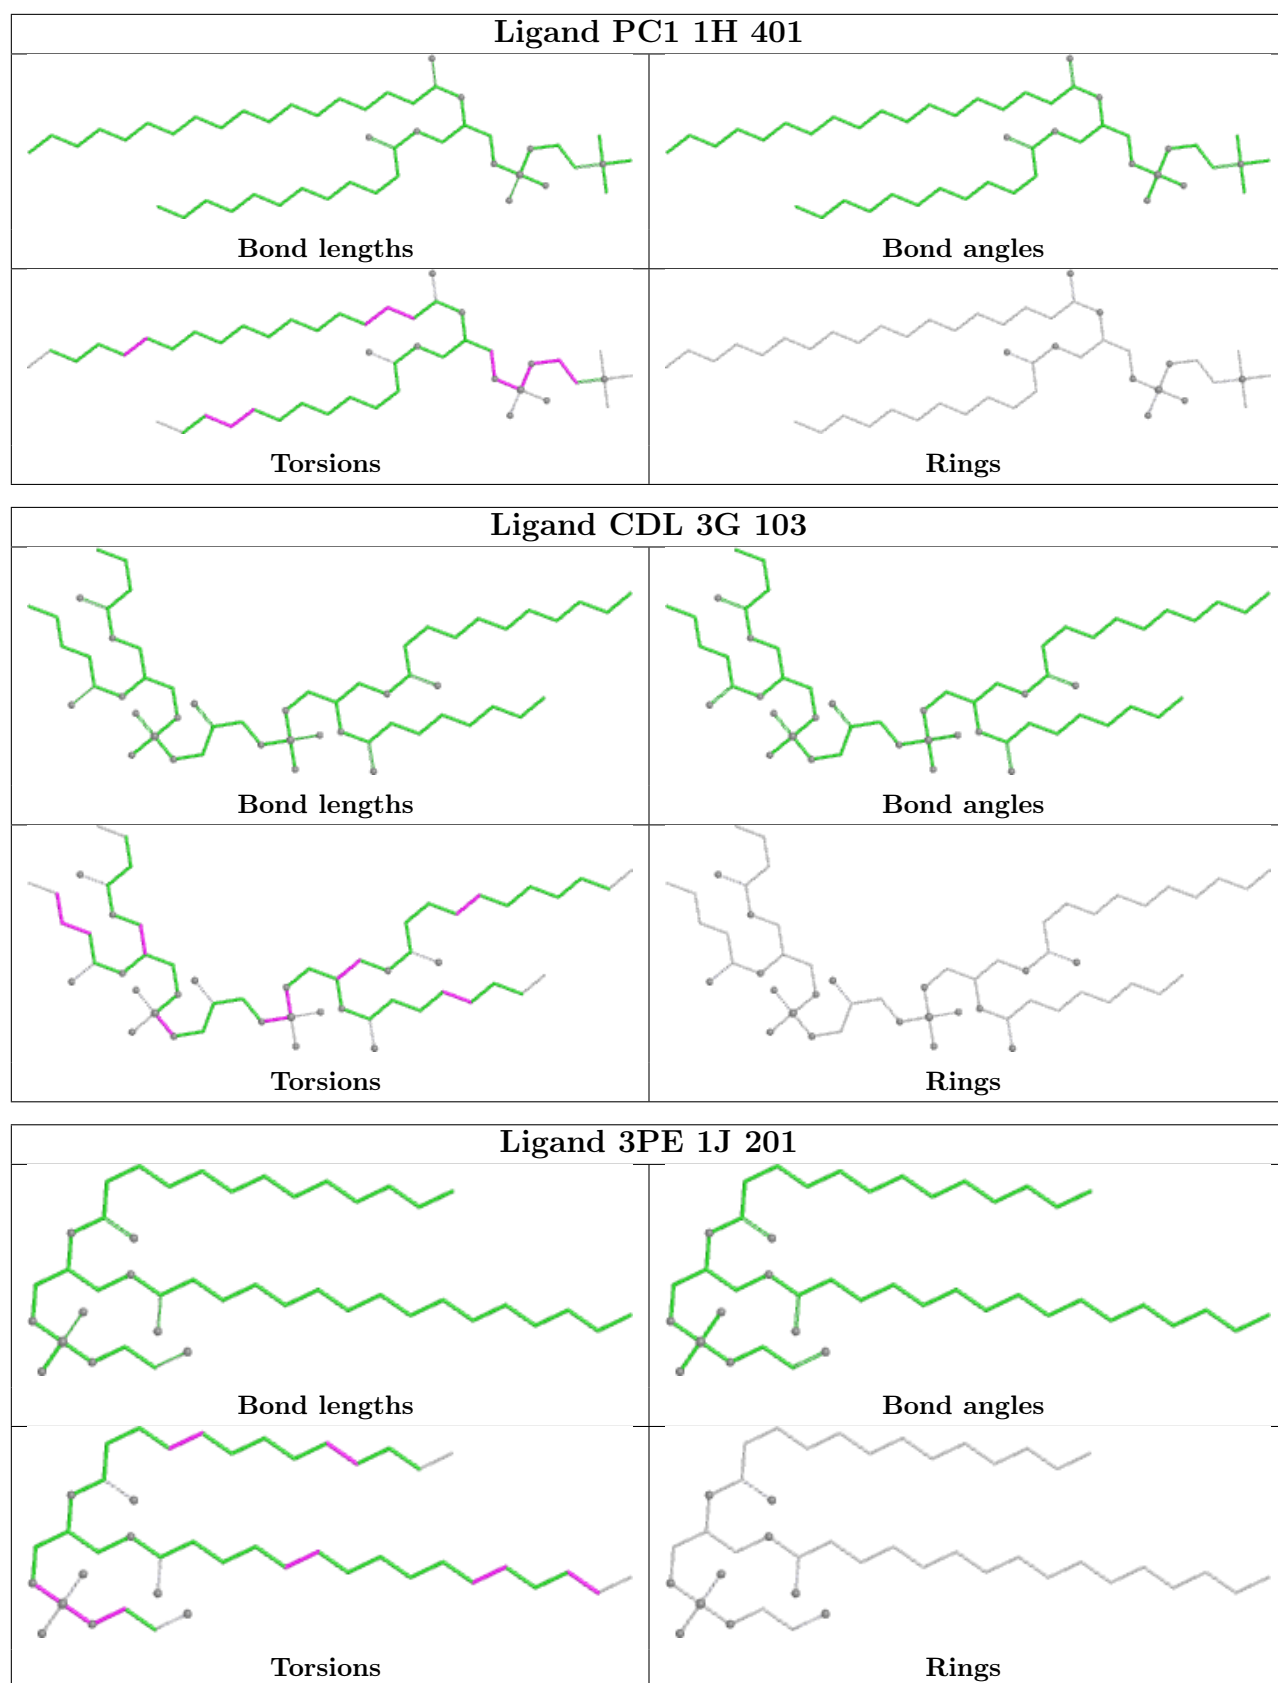 Ligand PC1 1H 401
Bond lengths
Bond angles
Torsions
Rings
Ligand CDL 3G 103
Bond lengths
Bond angles
Torsions
Rings
Ligand 3PE 1J 201
Bond lengths
Bond angles
Torsions
Rings